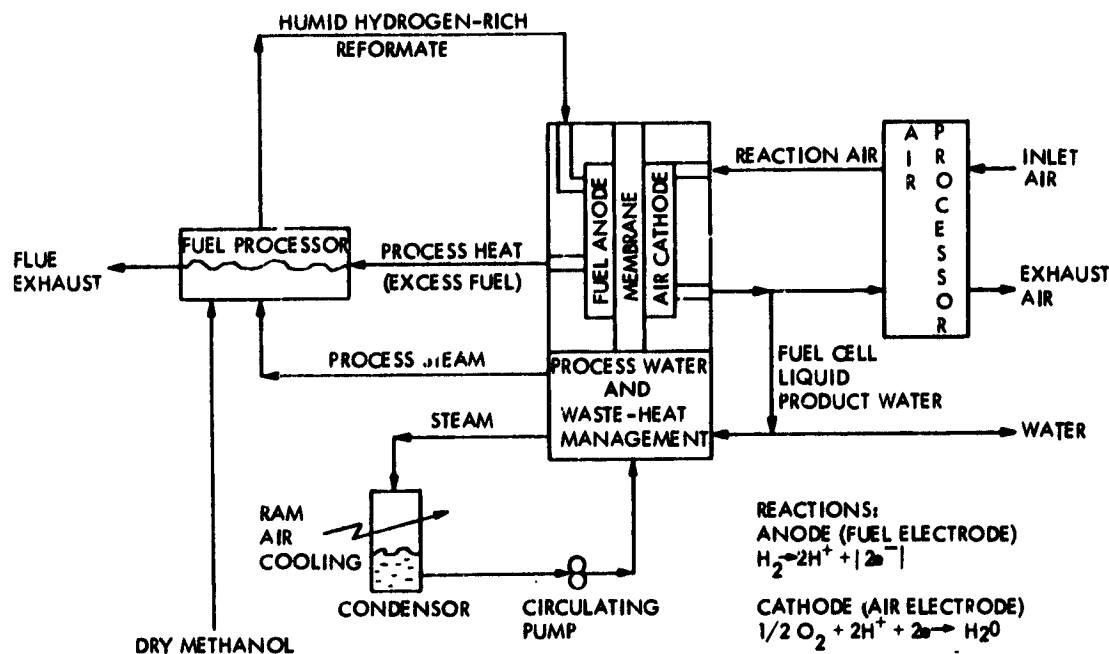 HUMID HYDROGEN-RICH
REFORMATE
FUEL PROCESSOR
FLUE
EXHAUST
PROCESS HEAT
(EXCESS FUEL)
FUEL ANODE
MEMBRANE
AIR CATHODE
REACTION AIR
AIR
PROCESSOR
INLET
AIR
EXHAUST
AIR
PROCESS
PROCESS WATER
AND
WASTE-HEAT
MANAGEMENT
FUEL CELL
LIQUID
PRODUCT WATER
WATER
STEAM
RAM
AIR
COOLING
CONDENSOR
CIRCULATING
PUMP
DRY METHANOL
REACTIONS:
ANODE (FUEL ELECTRODE)
H₂→2H⁺ + |2e⁻|
CATHODE (AIR ELECTRODE)
1/2 O₂ + 2H⁺ + 2e → H2O